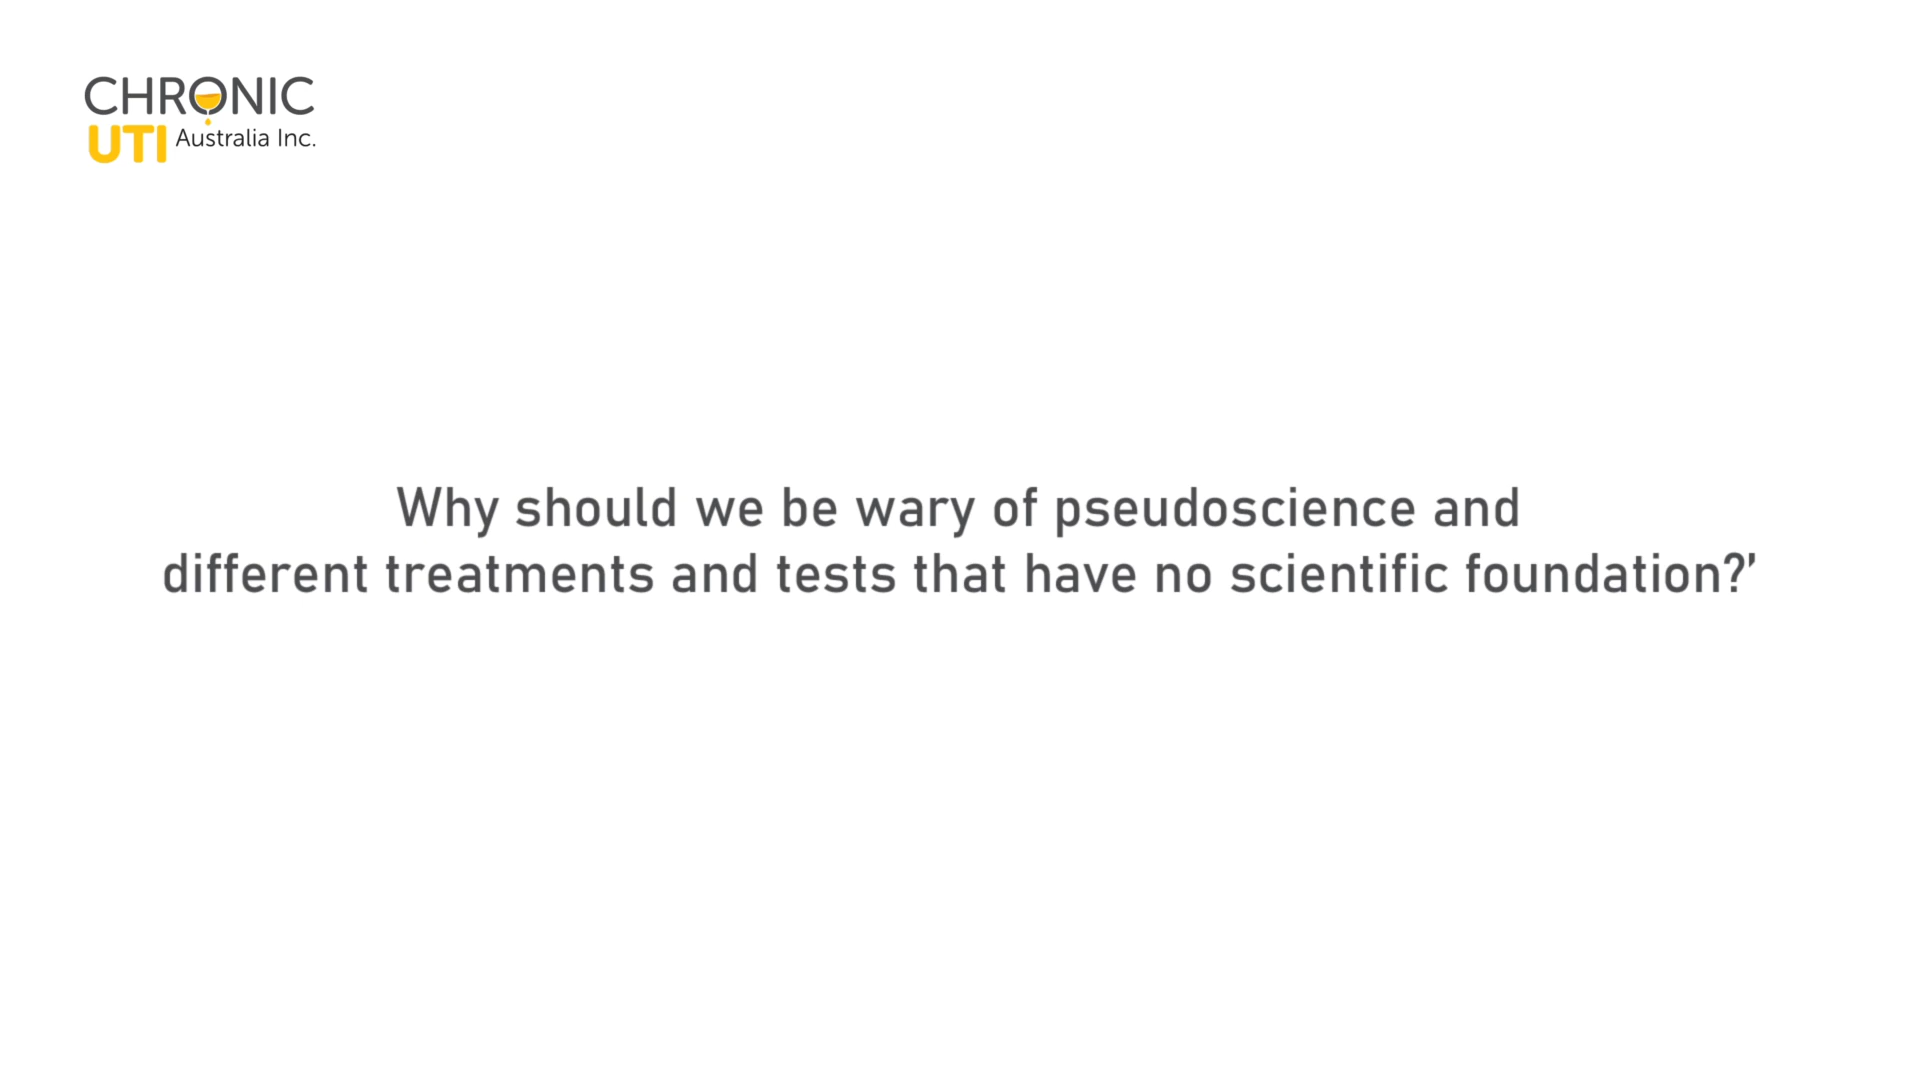 CHRONIC
UTI Australia Inc.
Why should we be wary of pseudoscience and
different treatments and tests that have no scientific foundation?’